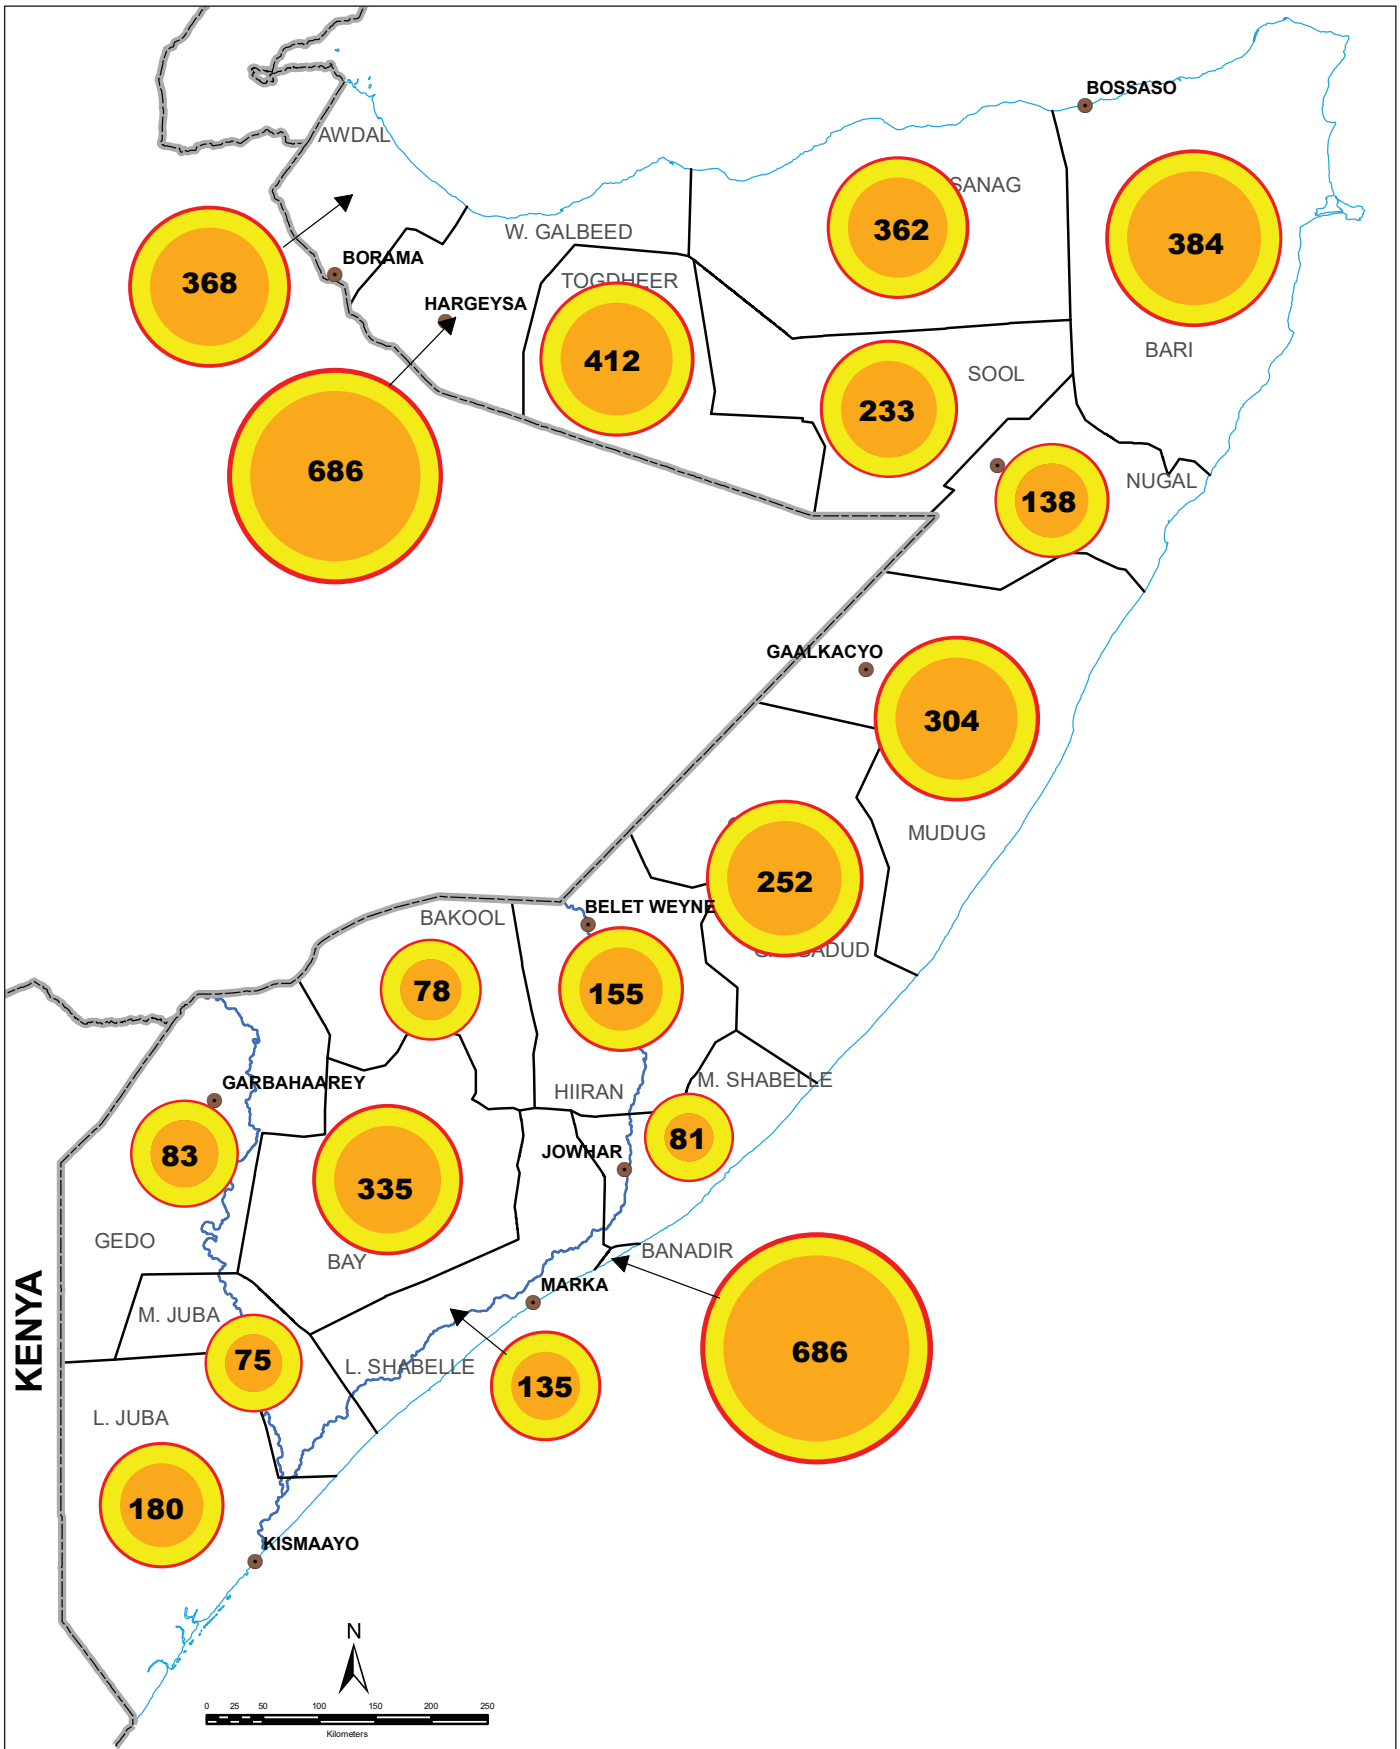 BOSSASO
AWDAL
SANAG
362
384
W. GALBEED
368
BORAMA
TOGDHEER
HARGEYSA
412
BARI
SOOL
233
686
NUGAL
138
GAALKACYO
304
MUDUG
252
BELET WEYNE
BAKOOL
78
155
GARBAHAAREY
HIIRAN
M. SHABELLE
83
JOWHAR
81
335
GEDO
BAY
BANADIR
MARKA
M. JUBA
KENYA
75
L. SHABELLE
135
686
L. JUBA
180
KISMAAYO
N
0 25 50 100 150 200 250
Kilometers